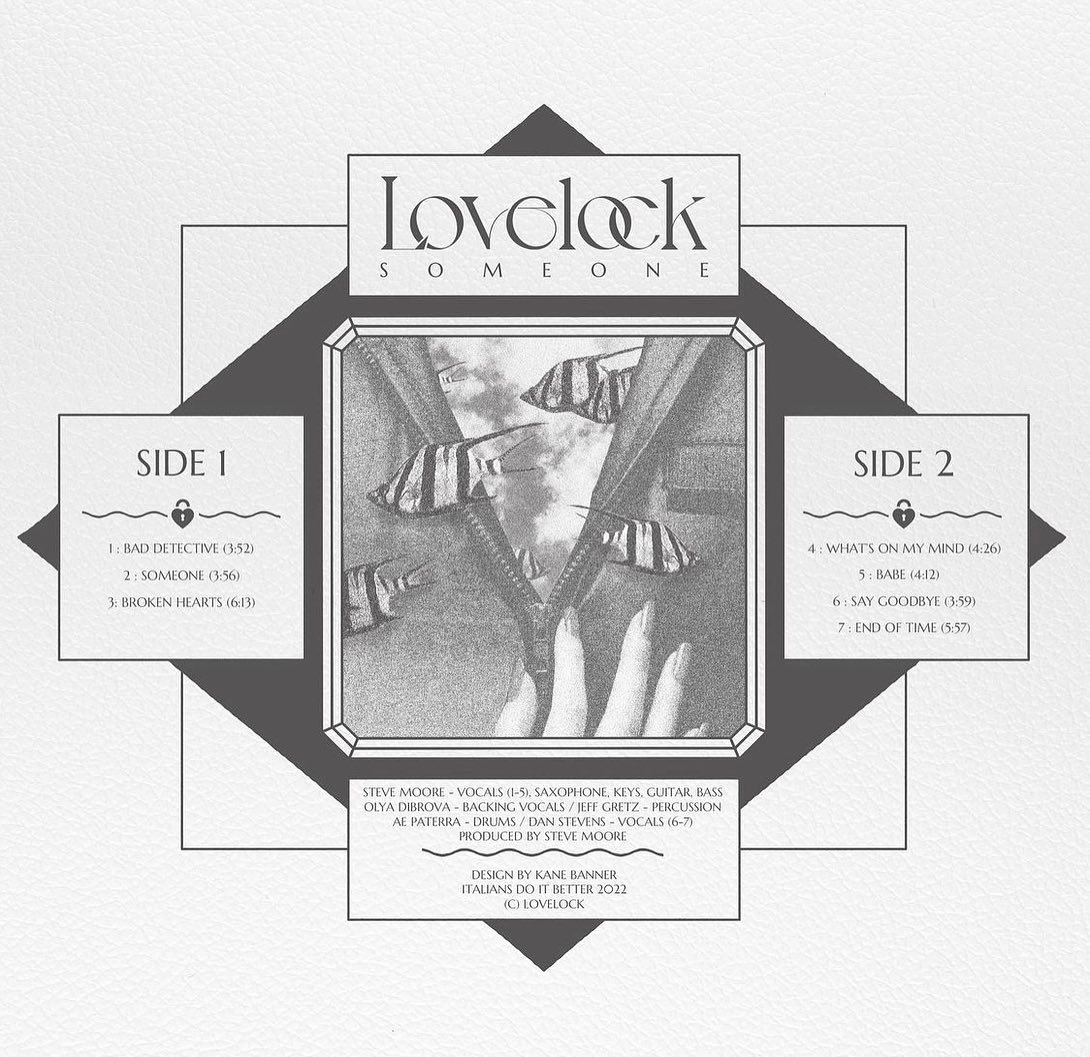 Lovelock
SOMEONE
SIDE 1
1 : BAD DETECTIVE (3:52)
2 : SOMEONE (3:56)
3: BROKEN HEARTS (6:13)
SIDE 2
4 : WHAT'S ON MY MIND (4:26)
5 : BABE (4:12)
6 : SAY GOODBYE (3:59)
7 : END OF TIME (5:57)
STEVE MOORE - VOCALS (1-5), SAXOPHONE, KEYS, GUITAR, BASS
OLYA DIBROVA - BACKING VOCALS / JEFF GRETZ - PERCUSSION
AE PATERRA - DRUMS / DAN STEVENS - VOCALS (6-7)
PRODUCED BY STEVE MOORE
DESIGN BY KANE BANNER
ITALIANS DO IT BETTER 2022
(C) LOVELOCK